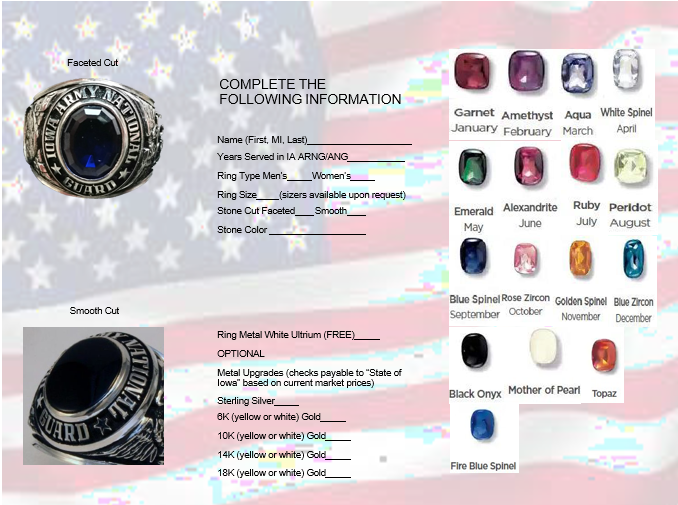 Faceted Cut
IOWA ARMY NATIONAL
GUARD
Smooth Cut
ARMY NATIONAL
GUARD
COMPLETE THE
FOLLOWING INFORMATION
Name (First, MI, Last)____________________
Years Served in IA ARNG/ANG___________
Ring Type Men's_____Women's_____
Ring Size____(sizers available upon request)
Stone Cut Faceted____Smooth____
Stone Color __________________
Ring Metal White Ultrium (FREE)_____
OPTIONAL
Metal Upgrades (checks payable to "State of
Iowa" based on current market prices)
Sterling Silver_____
6K (yellow or white) Gold_____
10K (yellow or white) Gold_____
14K (yellow or white) Gold_____
18K (yellow or white) Gold_____
Garnet
January
Amethyst
February
Aqua
March
White Spinel
April
Emerald
May
Alexandrite
June
Ruby
July
Peridot
August
Blue Spinel
September
Rose Zircon
October
Golden Spinel
November
Blue Zircon
December
Black Onyx
Mother of Pearl
Topaz
Fire Blue Spinel